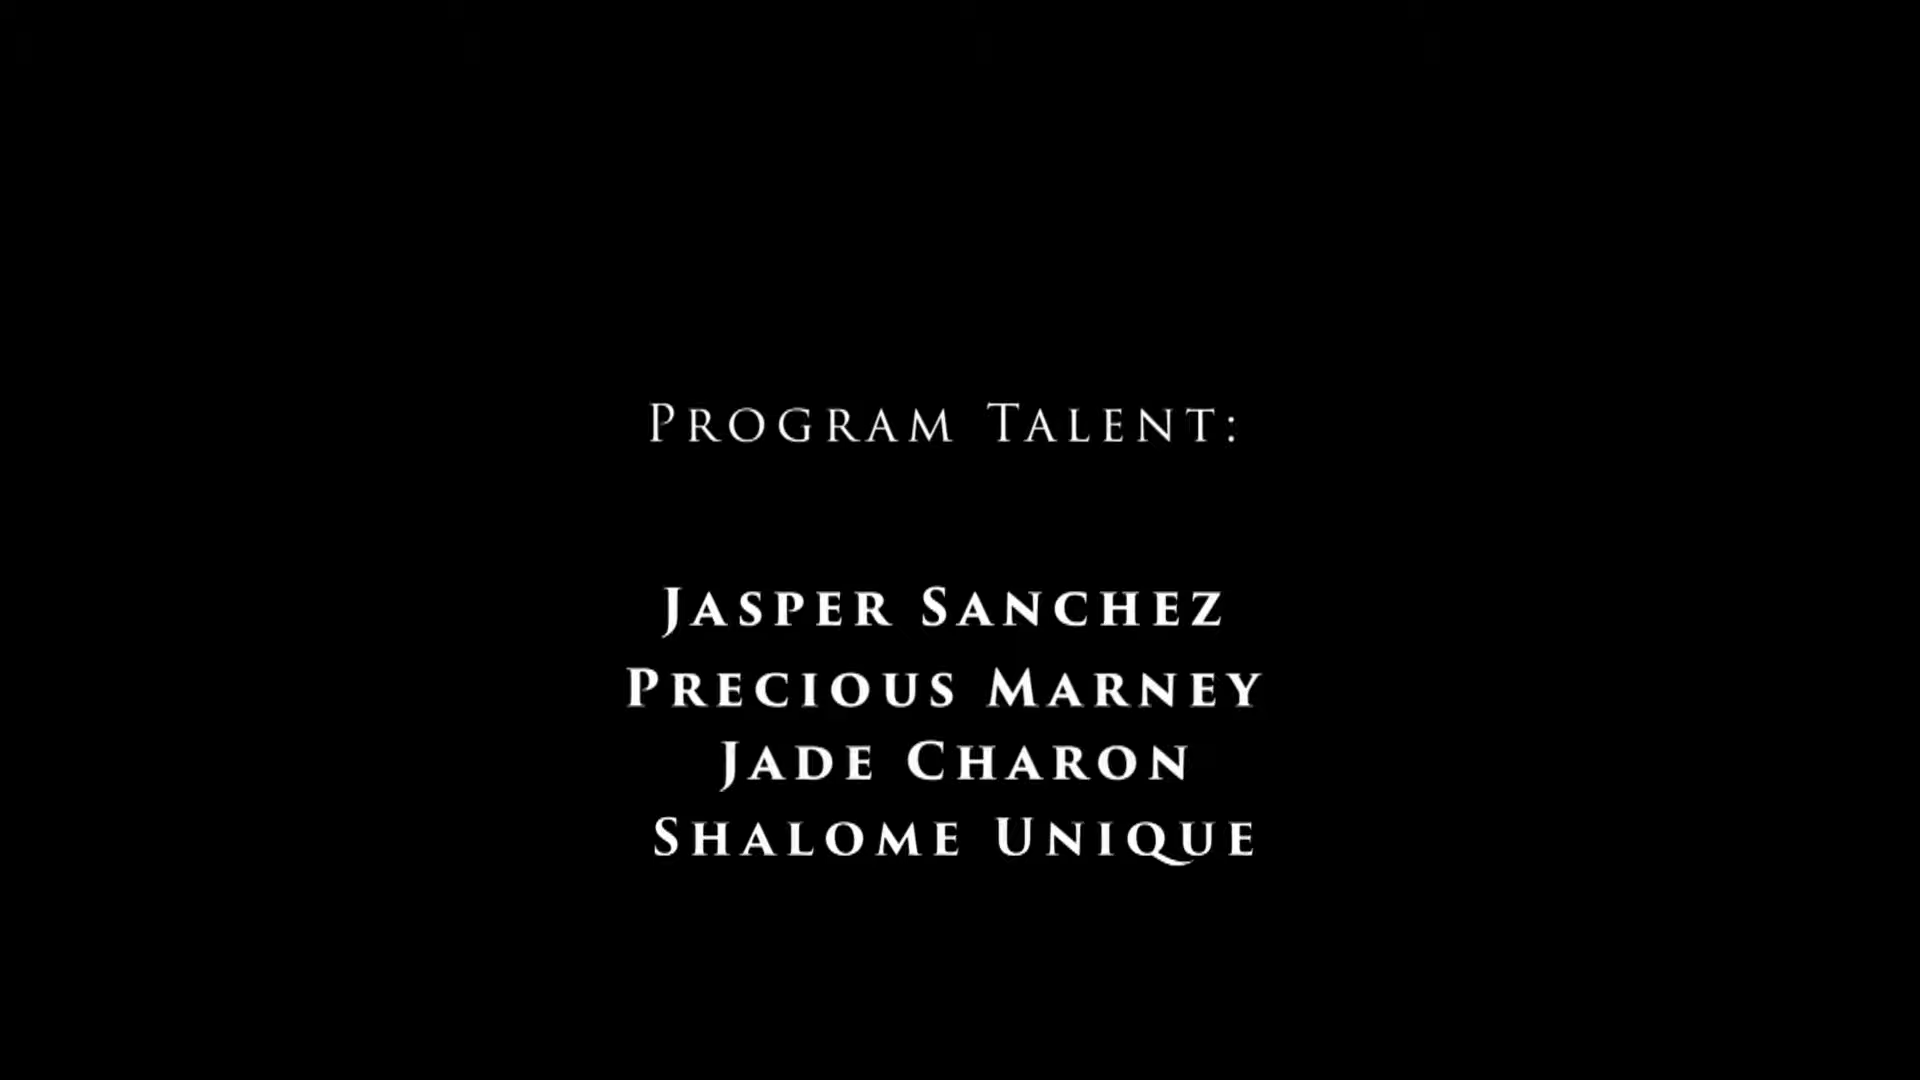 Program Talent:
Jasper Sanchez
Precious Marney
Jade Charon
Shalome Unique